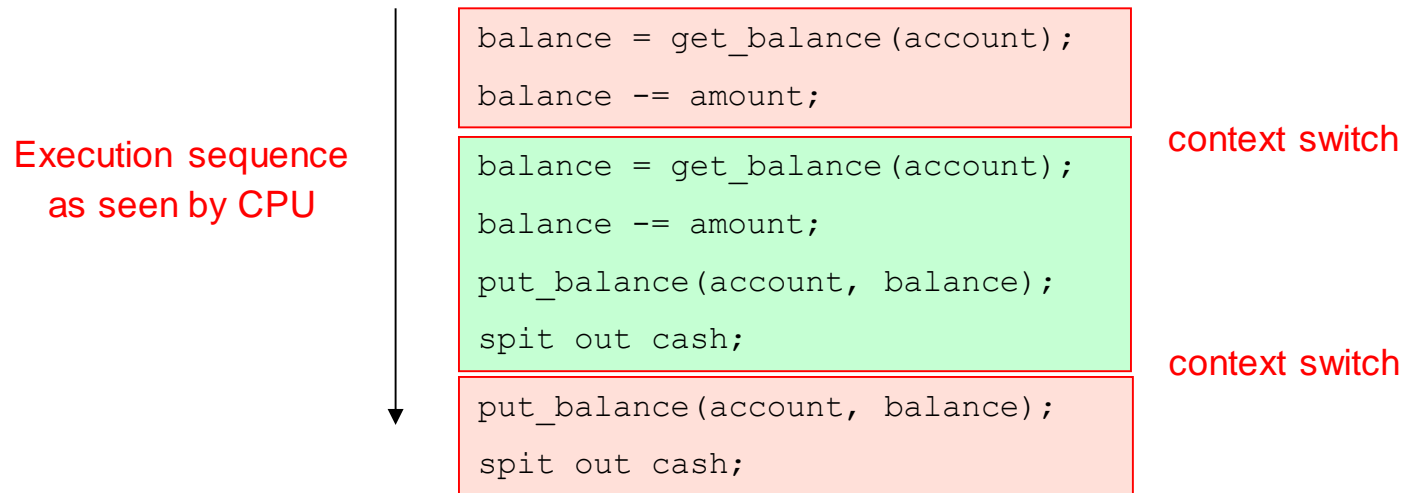 balance = get_balance(account);
balance -= amount;
context switch
Execution sequence
as seen by CPU
balance = get_balance(account);
balance -= amount;
put_balance(account, balance);
spit out cash;
context switch
put_balance(account, balance);
spit out cash;